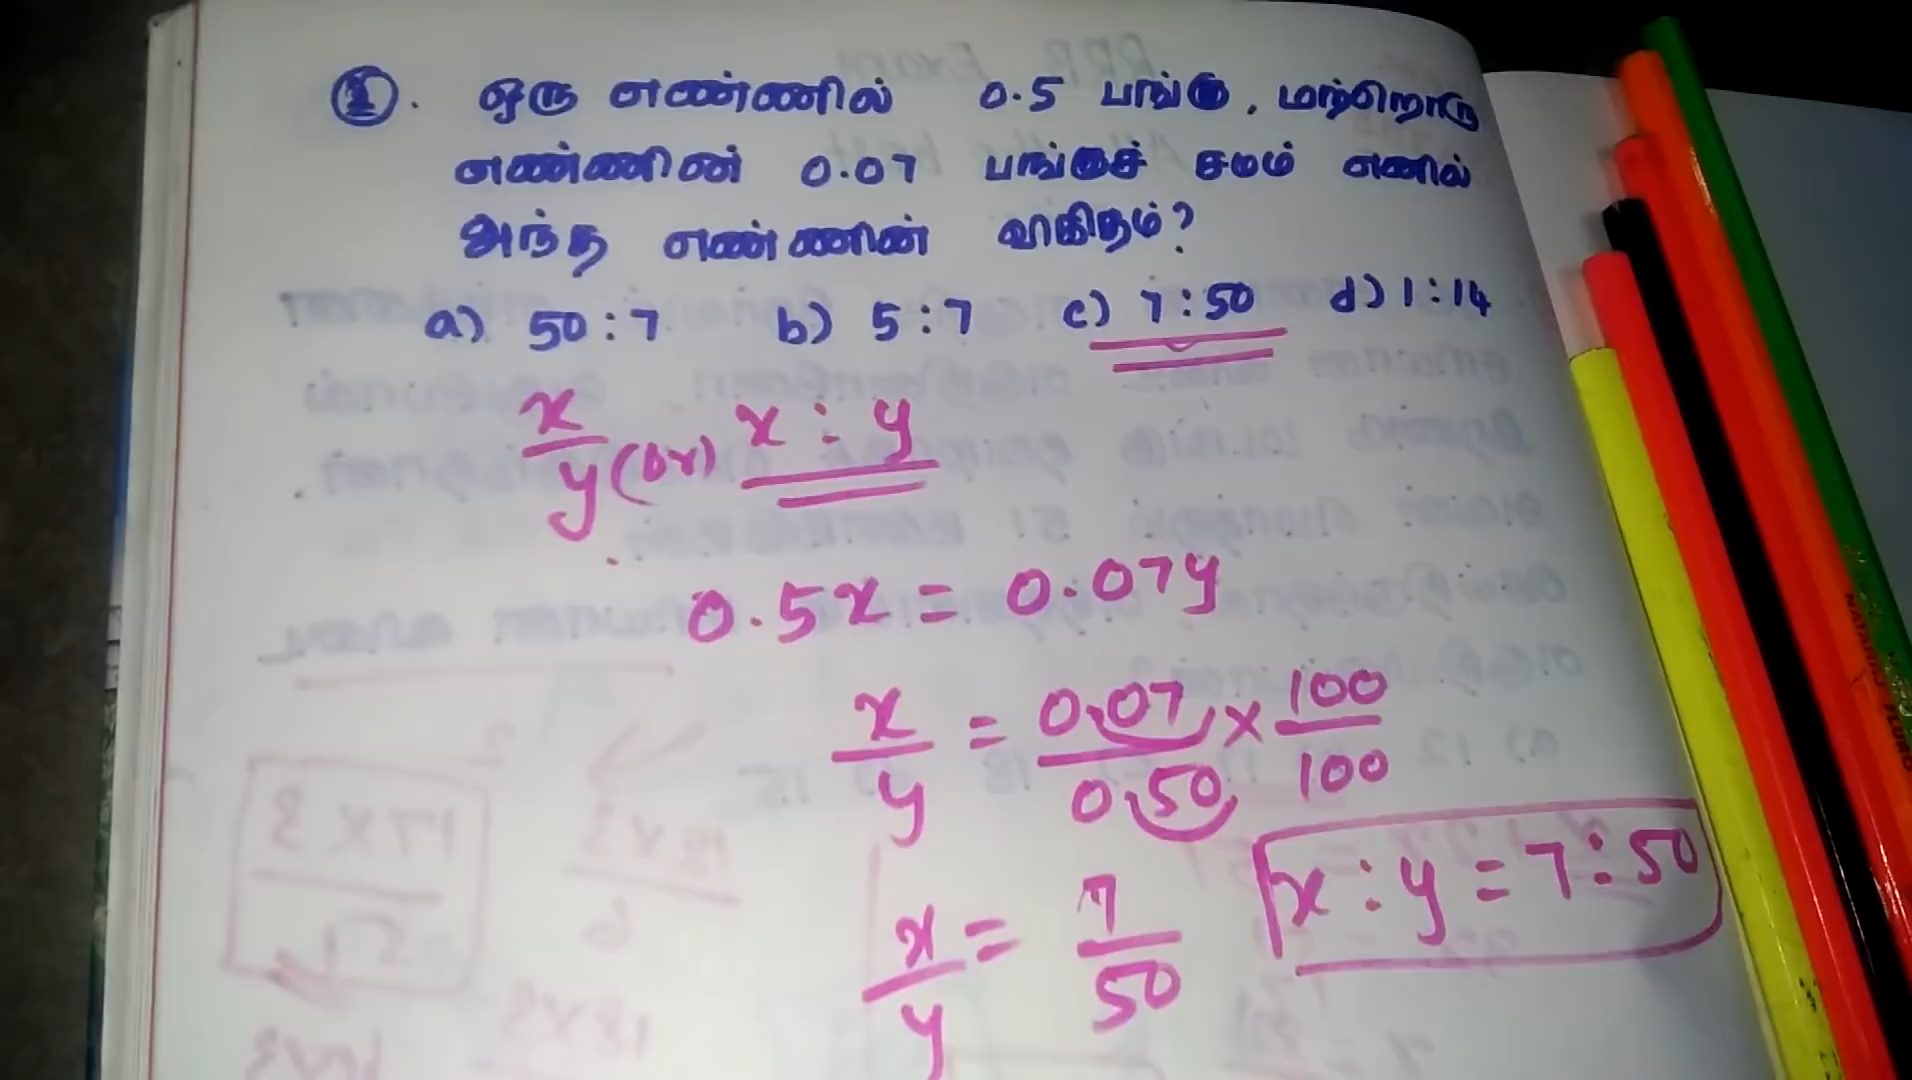 1. ஒரு எண்ணில் 0.5 பங்கு, மற்றொரு
எண்ணின் 0.07 பங்குச் சமம் எனில்
அந்த எண்ணின் விகிதம்?
a) 50:7 b) 5:7 c) 7:50 d) 1:14
x/y (or) x : y
0.5x = 0.07y
x/y = 0.07/0.50 × 100/100
x/y = 7/50
x : y = 7:50